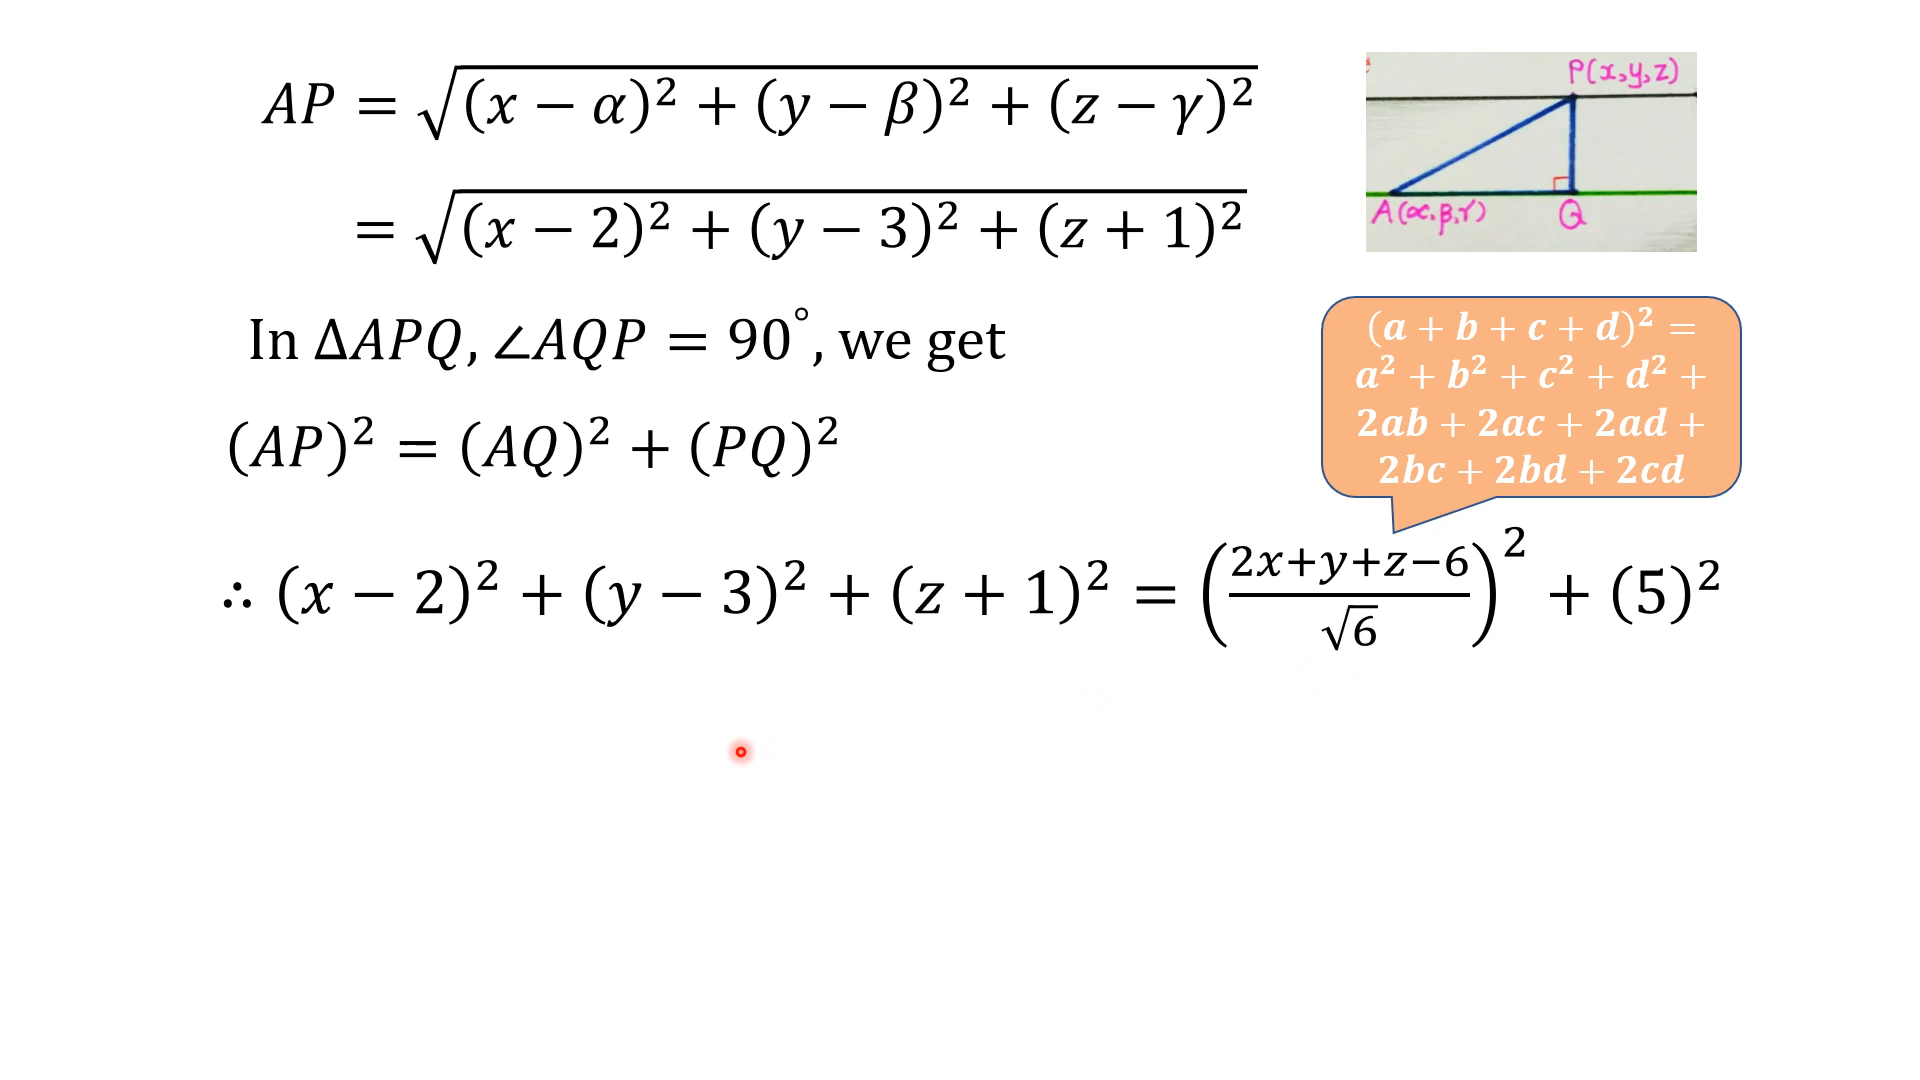 AP = √((x − α)² + (y − β)² + (z − γ)²)
= √((x − 2)² + (y − 3)² + (z + 1)²)
In ΔAPQ, ∠AQP = 90°, we get
(AP)² = (AQ)² + (PQ)²
∴ (x − 2)² + (y − 3)² + (z + 1)² = ((2x+y+z−6)/√6)² + (5)²
P(x,y,z)
A(α,β,γ)
Q
(a + b + c + d)² =
a² + b² + c² + d² +
2ab + 2ac + 2ad +
2bc + 2bd + 2cd